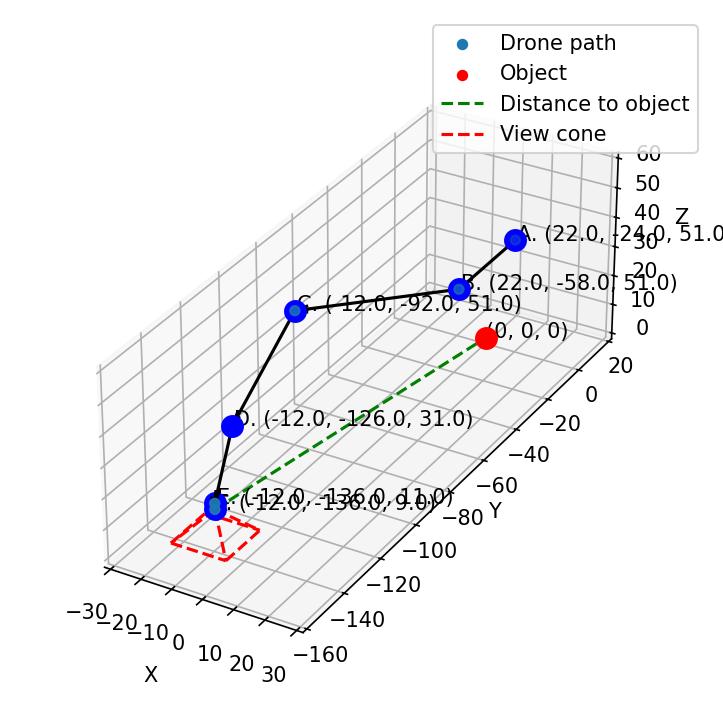 Drone path
Object
Distance to object
View cone
60
50
40
30
20
10
0
Z
A. (22.0, -24.0, 51.0
B. (22.0, -58.0, 51.0)
C. (-12.0, -92.0, 51.0)
(0, 0, 0)
D. (-12.0, -126.0, 31.0)
E. (-12.0, -136.0, 11.0)
(-12.0, -136.0, 9.0)
20
0
−20
−40
−60
−80
−100
−120
−140
−160
Y
−30
−20
−10
0
10
20
30
X